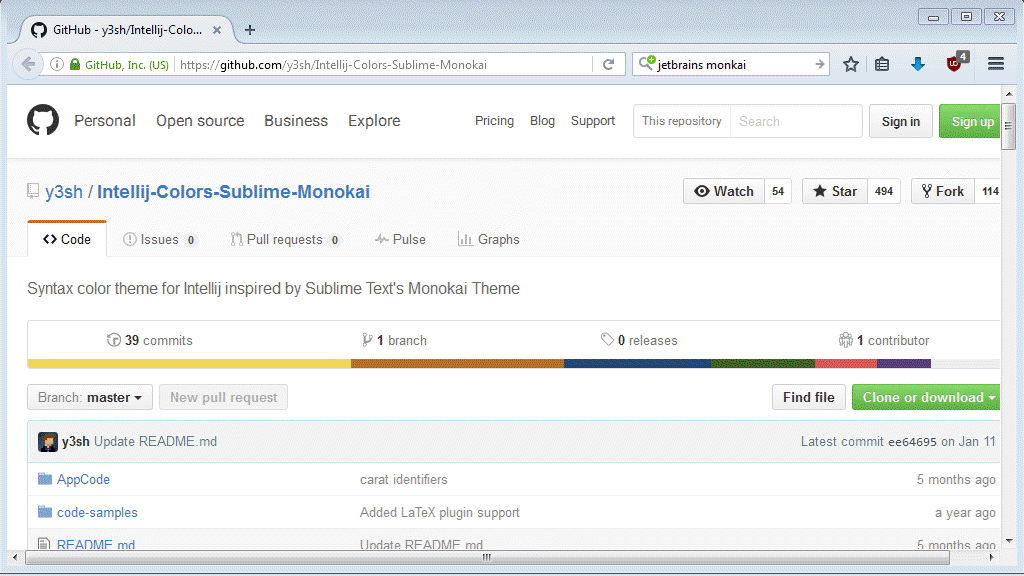 GitHub - y3sh/Intellij-Colo...
GitHub, Inc. (US) https://github.com/y3sh/Intellij-Colors-Sublime-Monokai jetbrains monkai 4
Personal Open source Business Explore Pricing Blog Support This repository Search Sign in Sign up
y3sh / Intellij-Colors-Sublime-Monokai Watch 54 Star 494 Fork 114
Code Issues 0 Pull requests 0 Pulse Graphs
Syntax color theme for Intellij inspired by Sublime Text's Monokai Theme
39 commits 1 branch 0 releases 1 contributor
Branch: master New pull request Find file Clone or download
y3sh Update README.md Latest commit ee64695 on Jan 11
AppCode carat identifiers 5 months ago
code-samples Added LaTeX plugin support a year ago
README.md Update README.md 5 months ago